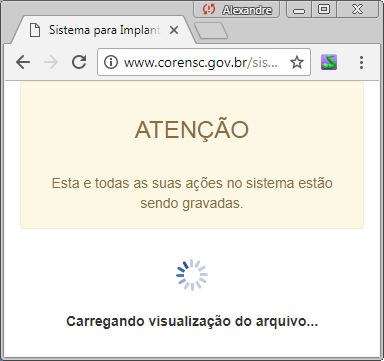 Alexandre
Sistema para Implant
www.corensc.gov.br/sis...
ATENÇÃO
Esta e todas as suas ações no sistema estão
sendo gravadas.
Carregando visualização do arquivo...